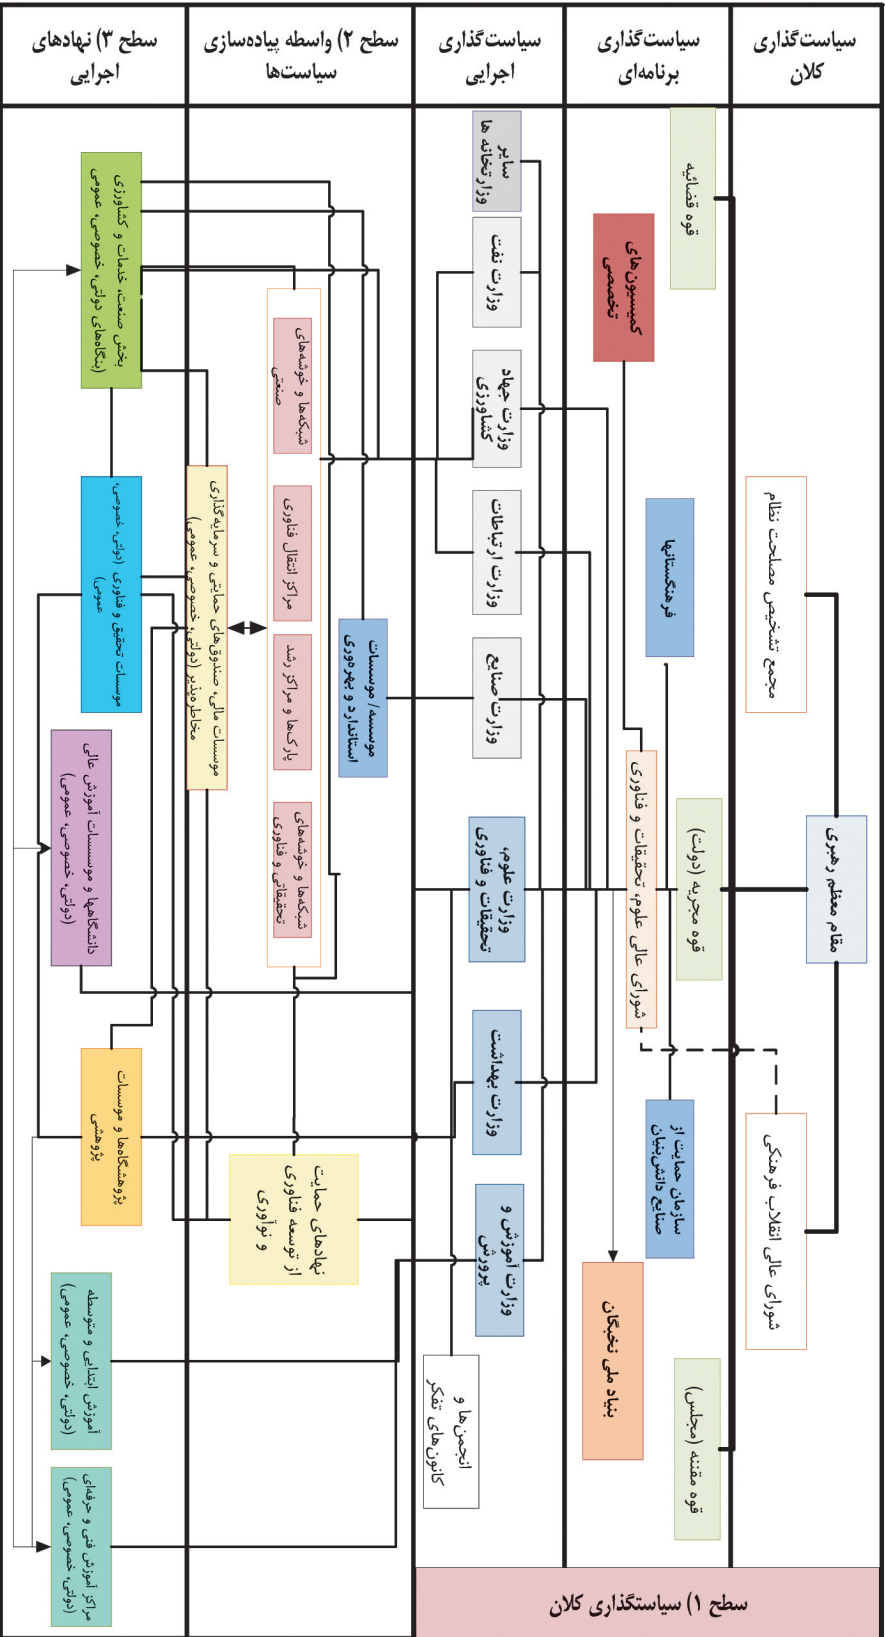 سیاست‌گذاری
کلان
سیاست‌گذاری
برنامه‌ای
سیاست‌گذاری
اجرایی
سطح ۲) واسطه پیاده‌سازی
سیاست‌ها
سطح ۳) نهادهای
اجرایی
مجمع تشخیص مصلحت نظام
مقام معظم رهبری
شورای عالی انقلاب فرهنگی
قوه قضائیه
قوه مجریه (دولت)
قوه مقننه (مجلس)
کمیسیون‌های
تخصصی
فرهنگستانها
شورای عالی علوم، تحقیقات و فناوری
سازمان حمایت از
صنایع دانش‌بنیان
بنیاد ملی نخبگان
سایر
وزارتخانه ها
وزارت نفت
وزارت جهاد
کشاورزی
وزارت ارتباطات
وزارت صنایع
وزارت علوم،
تحقیقات و فناوری
وزارت بهداشت
وزارت آموزش و
پرورش
انجمن‌ها و
کانون‌های تفکر
موسسه/ موسسات
استاندارد و بهره‌وری
شبکه‌ها و خوشه‌های
صنعتی
مراکز انتقال فناوری
پارک‌ها و مراکز رشد
شبکه‌ها و خوشه‌های
تحقیقاتی و فناوری
موسسات مالی، صندوق‌های حمایتی و سرمایه‌گذاری
مخاطره‌پذیر (دولتی، خصوصی، عمومی)
نهادهای حمایت
از توسعه فناوری
و نوآوری
بخش صنعت، خدمات و کشاورزی
(بنگاه‌های دولتی، خصوصی، عمومی)
موسسات تحقیق و فناوری (دولتی، خصوصی،
عمومی)
دانشگاهها و موسسات آموزش عالی
(دولتی، خصوصی، عمومی)
پژوهشگاه‌ها و موسسات
پژوهشی
آموزش ابتدایی و متوسطه
(دولتی، خصوصی، عمومی)
مراکز آموزش فنی و حرفه‌ای
(دولتی، خصوصی، عمومی)
سطح ۱) سیاستگذاری کلان